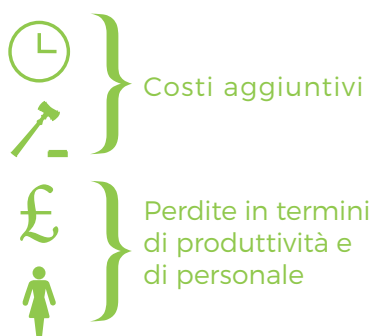 Costi aggiuntivi
£
Perdite in termini
di produttività e
di personale